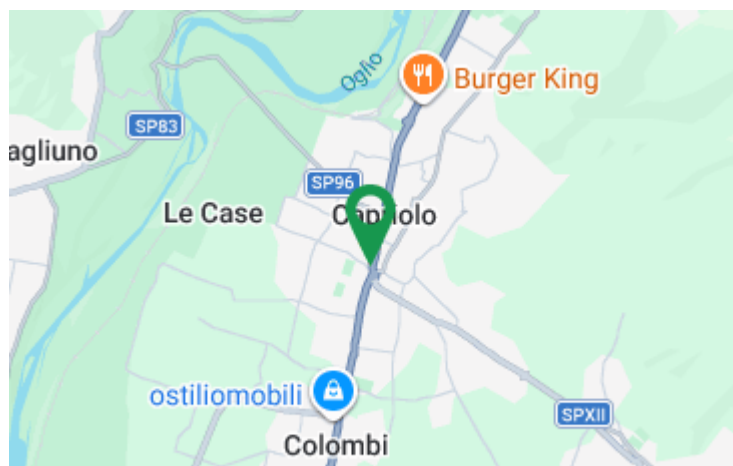 Oglio
Burger King
SP83
agliuno
SP96
Le Case
ostiliomobili
SPXII
Colombi